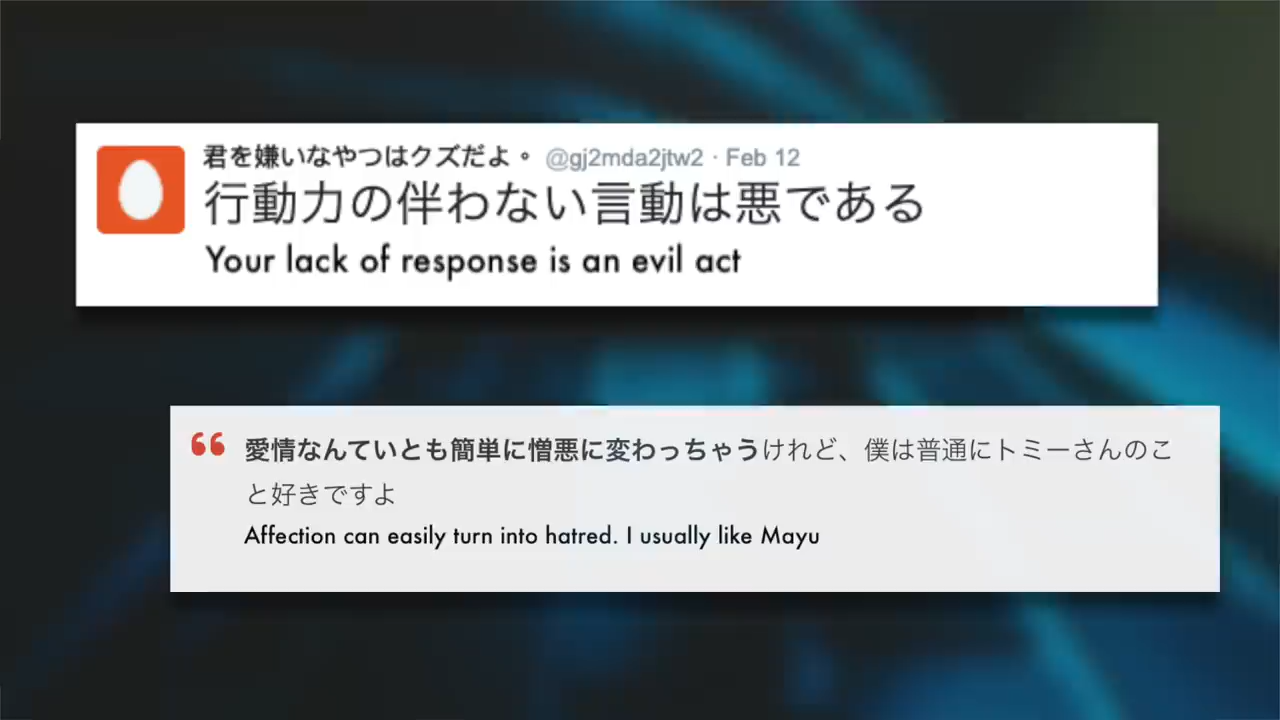 君を嫌いなやつはクズだよ。 @gj2mda2jtw2 · Feb 12
行動力の伴わない言動は悪である
Your lack of response is an evil act
愛情なんていとも簡単に憎悪に変わっちゃうけれど、僕は普通にトミーさんのこ
と好きですよ
Affection can easily turn into hatred. I usually like Mayu